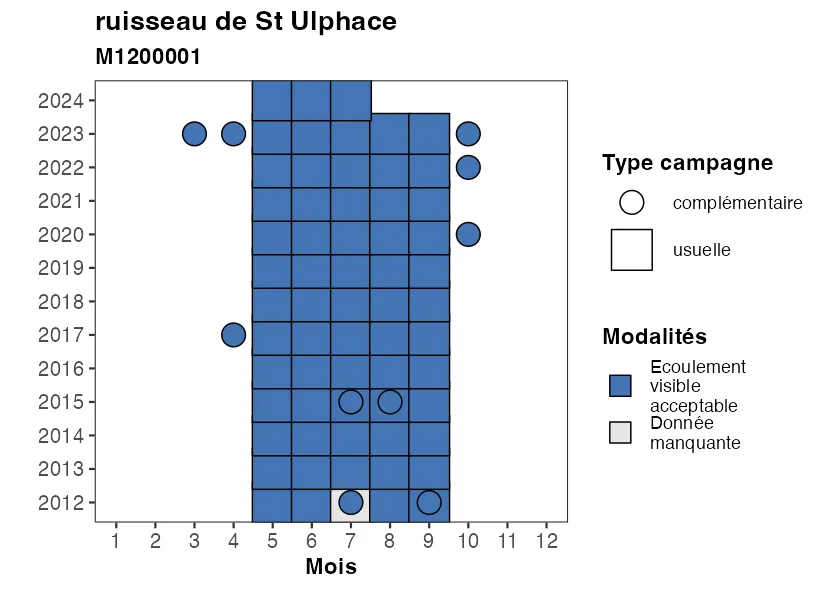 ruisseau de St Ulphace
M1200001
2024
2023
2022
2021
2020
2019
2018
2017
2016
2015
2014
2013
2012
1 2 3 4 5 6 7 8 9 10 11 12
Mois
Type campagne
complémentaire
usuelle
Modalités
Ecoulement
visible
acceptable
Donnée
manquante